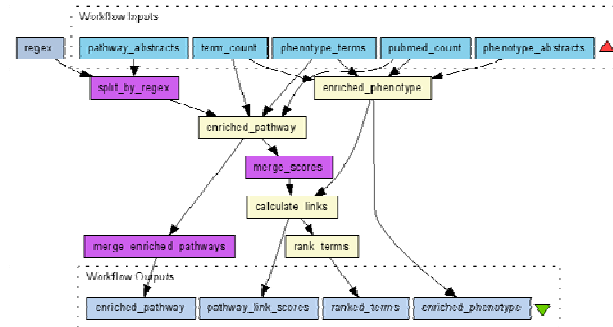 Workflow Inputs
regex
pathway_abstracts
term_count
phenotype_terms
pubmed_count
phenotype_abstracts
split_by_regex
enriched_phenotype
enriched_pathway
merge_scores
calculate_links
merge_enriched_pathways
rank_terms
Workflow Outputs
enriched_pathway
pathway_link_scores
ranked_terms
enriched_phenotype